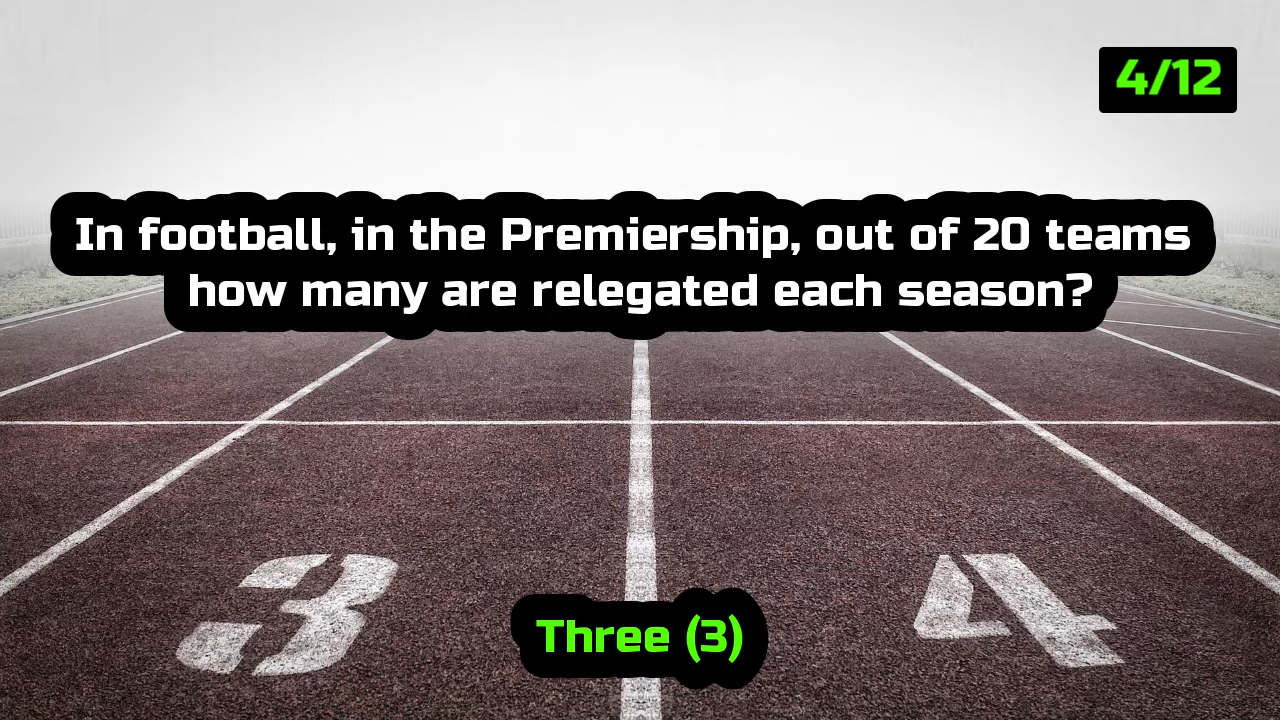 4/12
In football, in the Premiership, out of 20 teams
how many are relegated each season?
3 4
Three (3)